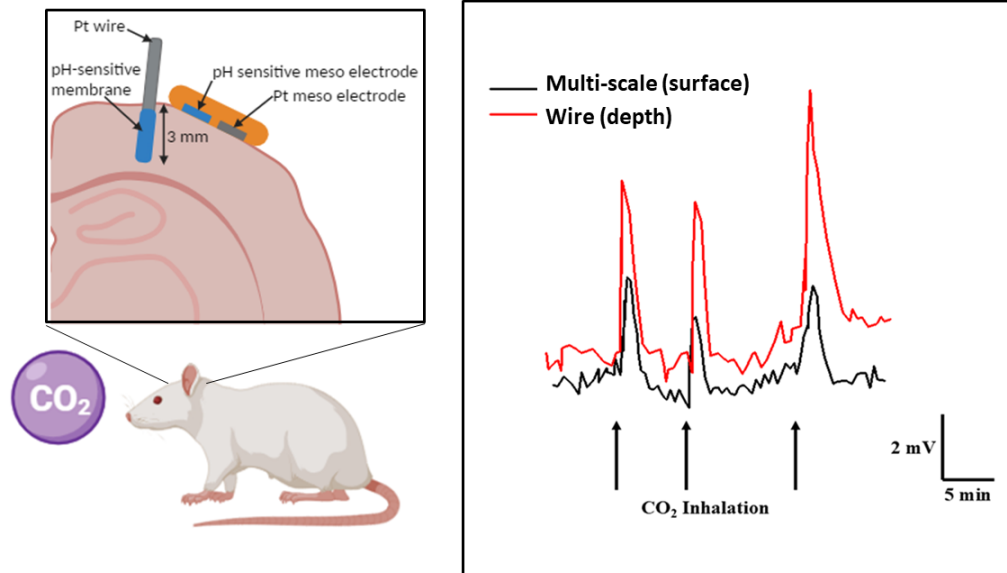 Pt wire
pH-sensitive
membrane
pH sensitive meso electrode
Pt meso electrode
3 mm
CO₂
Multi-scale (surface)
Wire (depth)
2 mV
5 min
CO₂ Inhalation